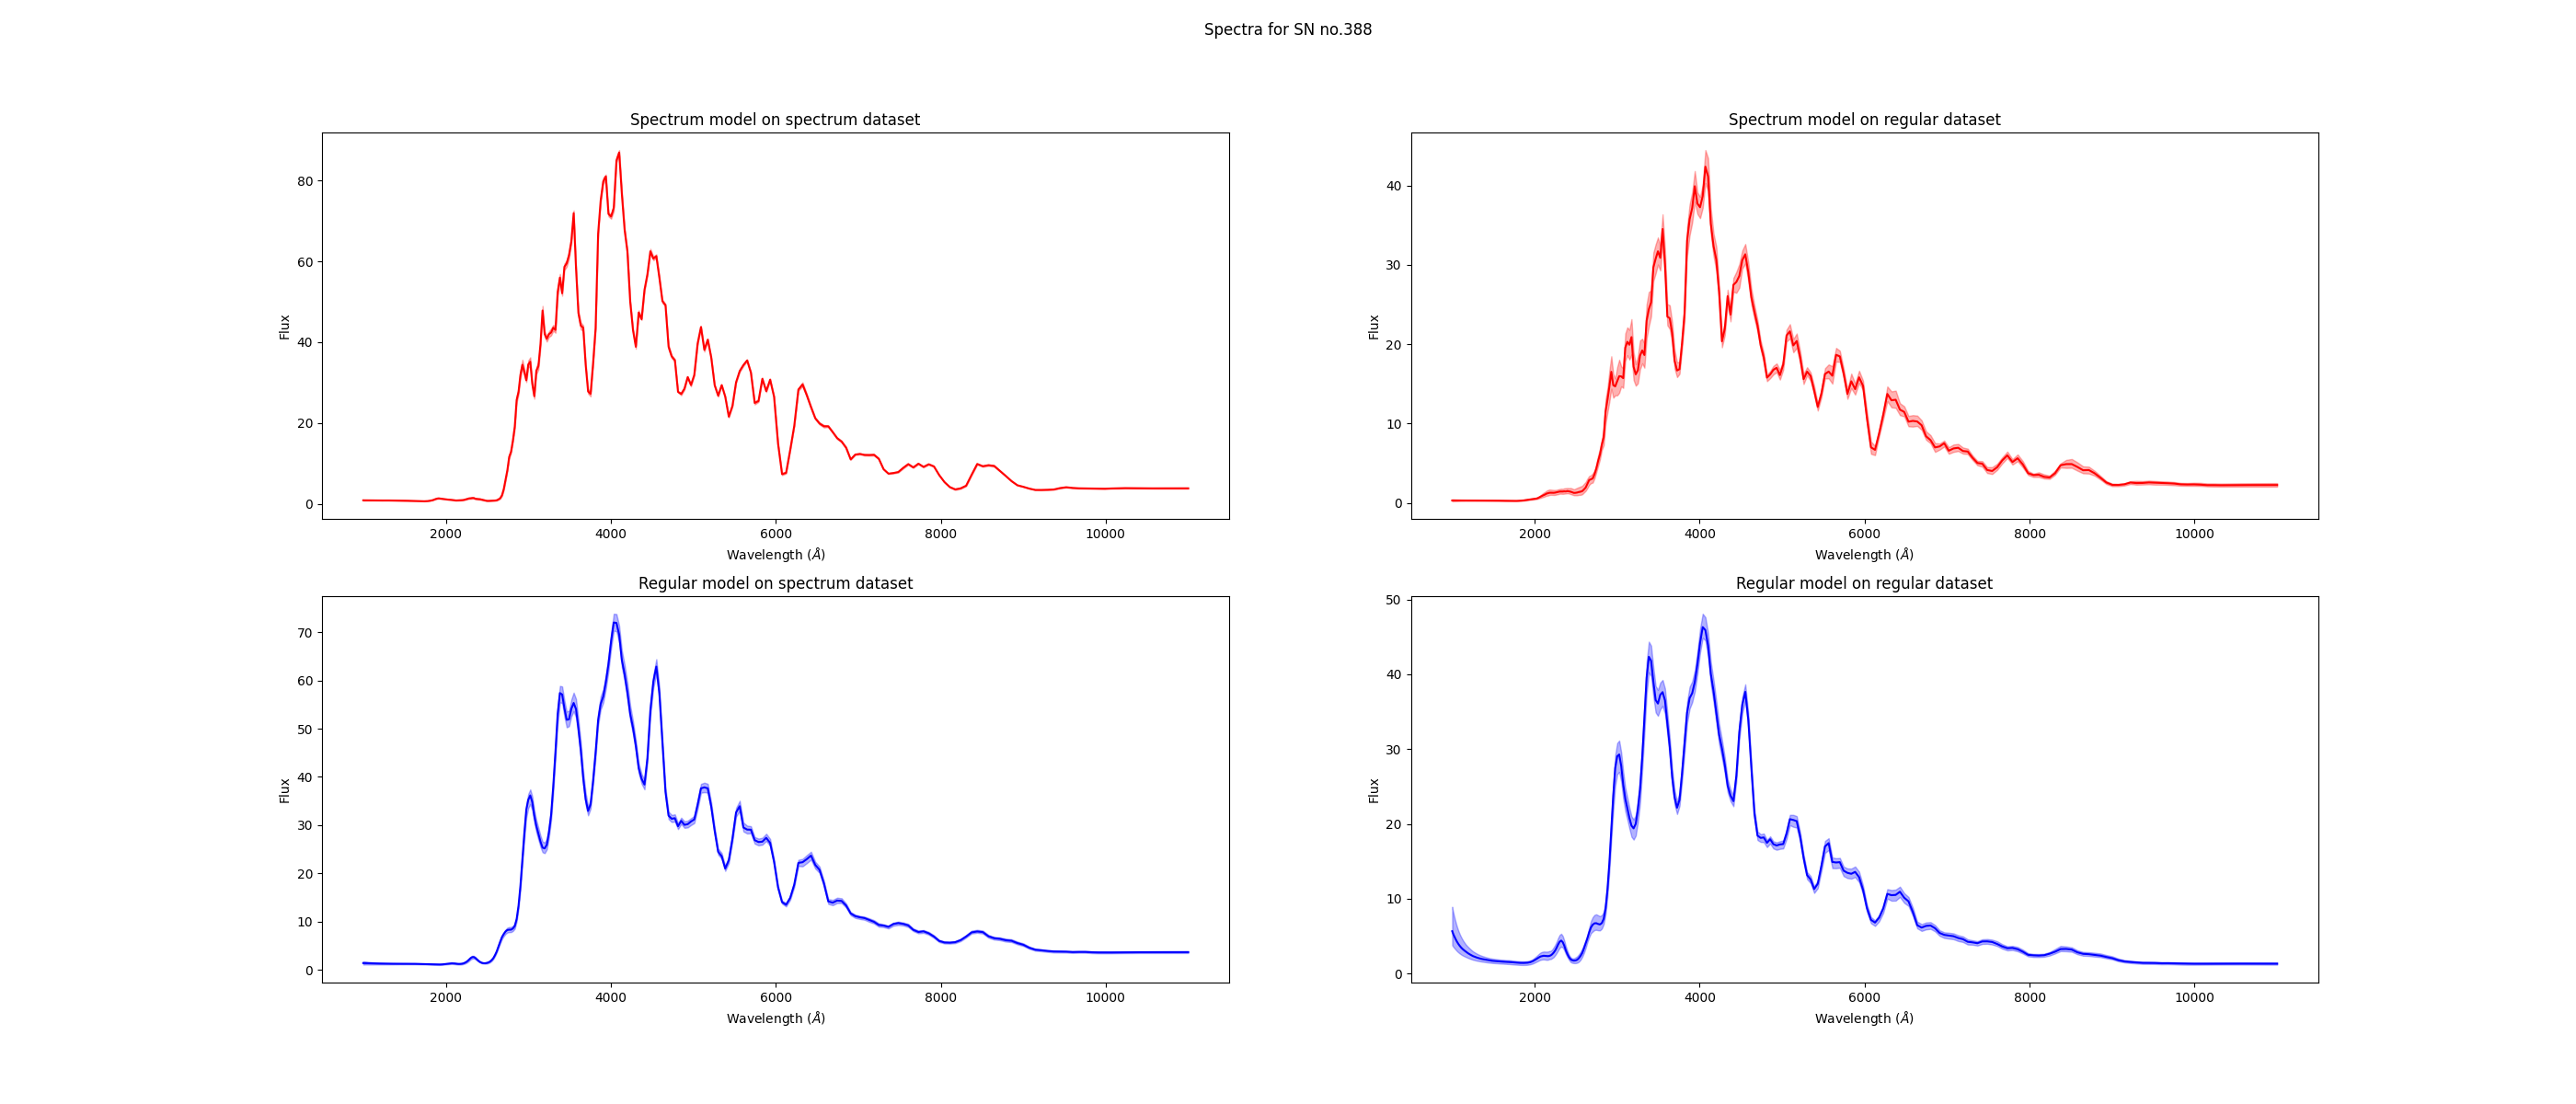 Spectra for SN no.388
Spectrum model on spectrum dataset
80
60
40
20
0
Flux
2000 4000 6000 8000 10000
Wavelength (Å)
Spectrum model on regular dataset
40
30
20
10
0
Flux
2000 4000 6000 8000 10000
Wavelength (Å)
Regular model on spectrum dataset
70
60
50
40
30
20
10
0
Flux
2000 4000 6000 8000 10000
Wavelength (Å)
Regular model on regular dataset
50
40
30
20
10
0
Flux
2000 4000 6000 8000 10000
Wavelength (Å)